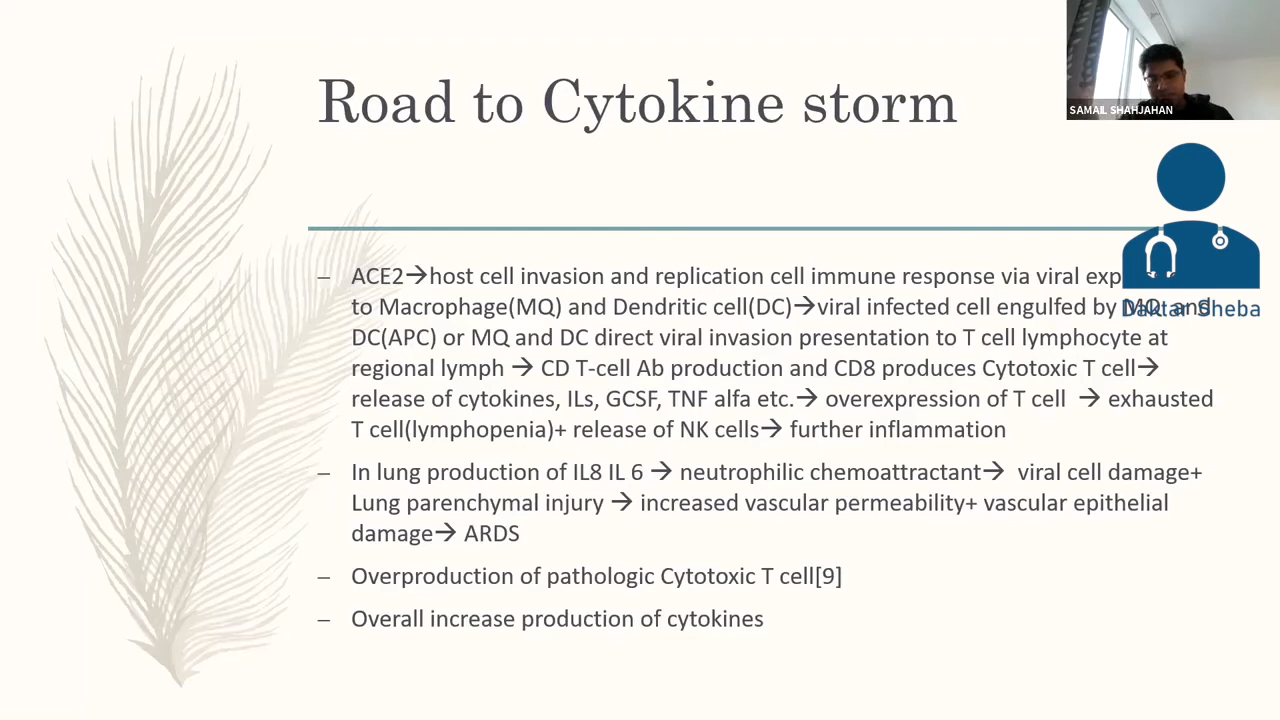 Road to Cytokine storm
SAMAIL SHAHJAHAN
– ACE2→host cell invasion and replication cell immune response via viral exp
to Macrophage(MQ) and Dendritic cell(DC)→viral infected cell engulfed by MQ and
DC(APC) or MQ and DC direct viral invasion presentation to T cell lymphocyte at
regional lymph → CD T-cell Ab production and CD8 produces Cytotoxic T cell→
release of cytokines, ILs, GCSF, TNF alfa etc.→ overexpression of T cell → exhausted
T cell(lymphopenia)+ release of NK cells→ further inflammation
– In lung production of IL8 IL 6 → neutrophilic chemoattractant→ viral cell damage+
Lung parenchymal injury → increased vascular permeability+ vascular epithelial
damage→ ARDS
– Overproduction of pathologic Cytotoxic T cell[9]
– Overall increase production of cytokines
Daktar Sheba